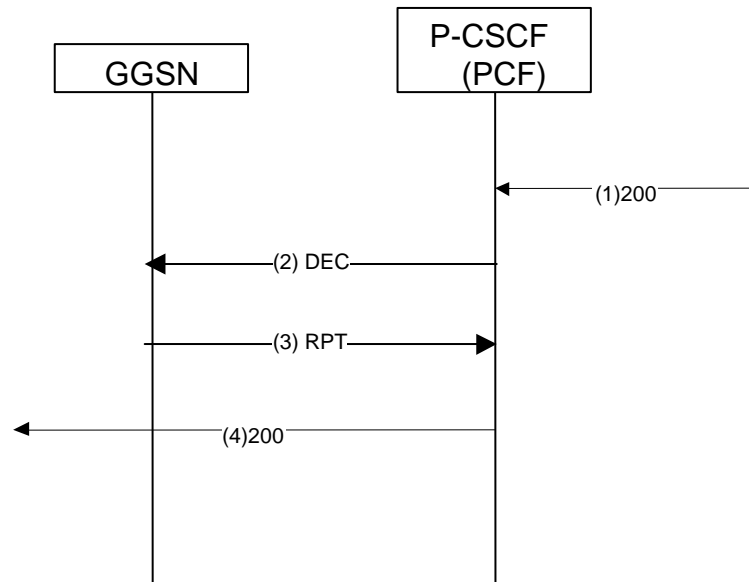 GGSN
P-CSCF
(PCF)
(1)200
(2) DEC
(3) RPT
(4)200